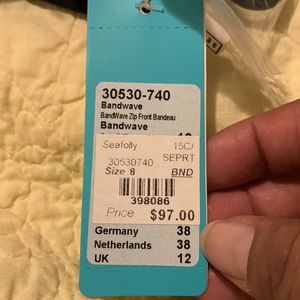 30530-740
Bandwave
BandWave Zip Front Bandeau
Bandwave
Seafolly 15C/
30530740 SEPRT
Size 8 BND
398086
Price $97.00
Germany 38
Netherlands 38
UK 12